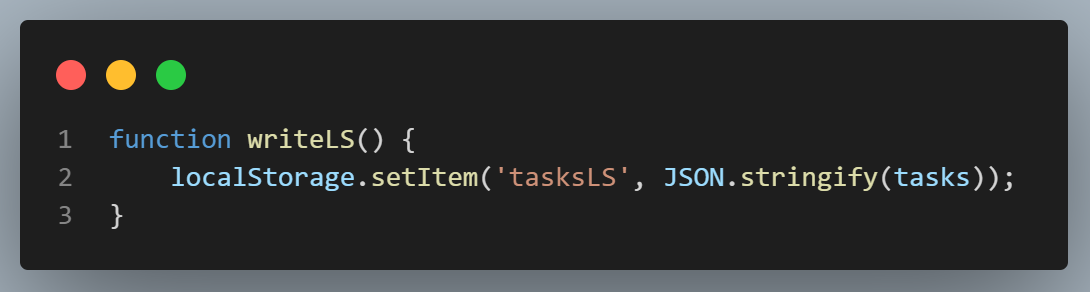 1 function writeLS() {
2     localStorage.setItem('tasksLS', JSON.stringify(tasks));
3 }